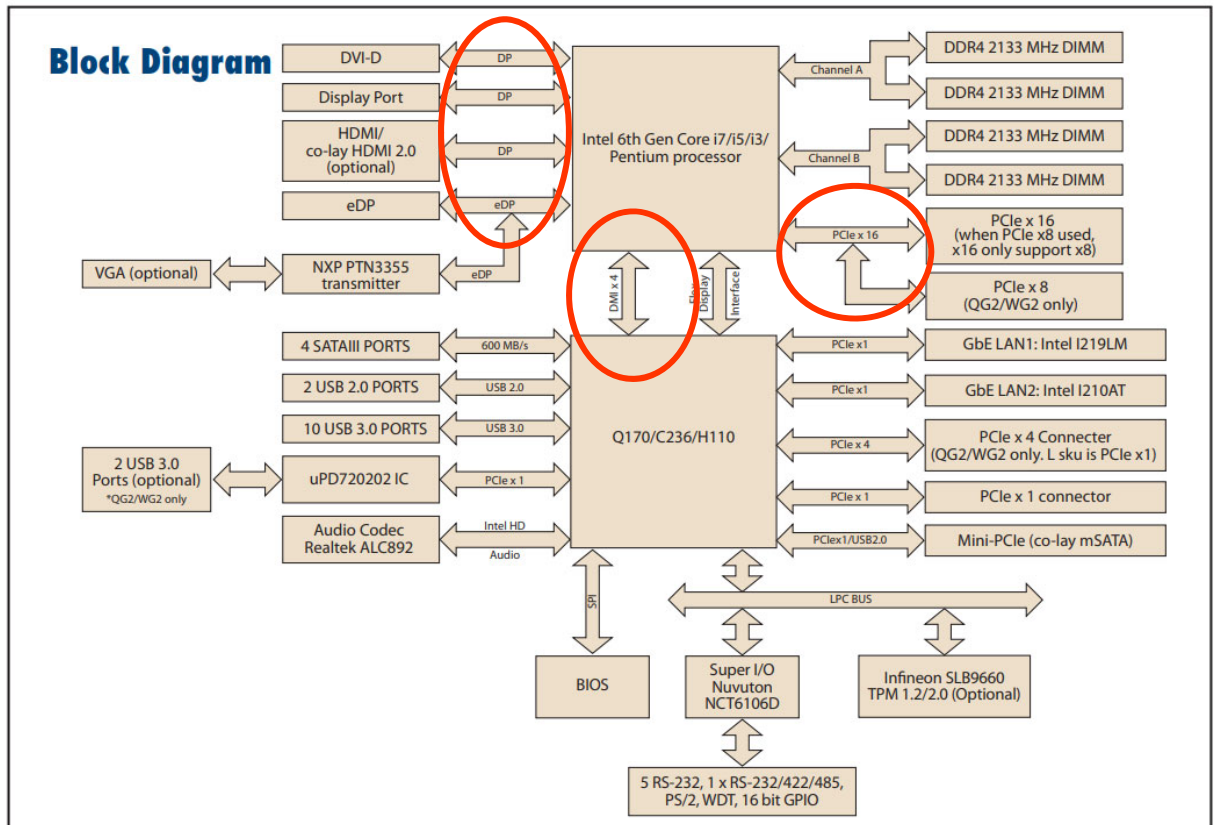 Block Diagram
DVI-D
DP
Display Port
DP
HDMI/
co-lay HDMI 2.0
(optional)
DP
eDP
eDP
VGA (optional)
NXP PTN3355
transmitter
eDP
Intel 6th Gen Core i7/i5/i3/
Pentium processor
Channel A
DDR4 2133 MHz DIMM
DDR4 2133 MHz DIMM
Channel B
DDR4 2133 MHz DIMM
DDR4 2133 MHz DIMM
PCIe x 16
PCIe x 16
(when PCIe x8 used,
x16 only support x8)
PCIe x 8
(QG2/WG2 only)
DMI x 4
Display
Interface
4 SATAIII PORTS
600 MB/s
2 USB 2.0 PORTS
USB 2.0
10 USB 3.0 PORTS
USB 3.0
2 USB 3.0
Ports (optional)
*QG2/WG2 only
uPD720202 IC
PCIe x 1
Audio Codec
Realtek ALC892
Intel HD
Audio
Q170/C236/H110
PCIe x1
GbE LAN1: Intel I219LM
PCIe x1
GbE LAN2: Intel I210AT
PCIe x 4
PCIe x 4 Connecter
(QG2/WG2 only. L sku is PCIe x1)
PCIe x 1
PCIe x 1 connector
PCIex1/USB2.0
Mini-PCIe (co-lay mSATA)
SPI
LPC BUS
BIOS
Super I/O
Nuvuton
NCT6106D
Infineon SLB9660
TPM 1.2/2.0 (Optional)
5 RS-232, 1 x RS-232/422/485,
PS/2, WDT, 16 bit GPIO